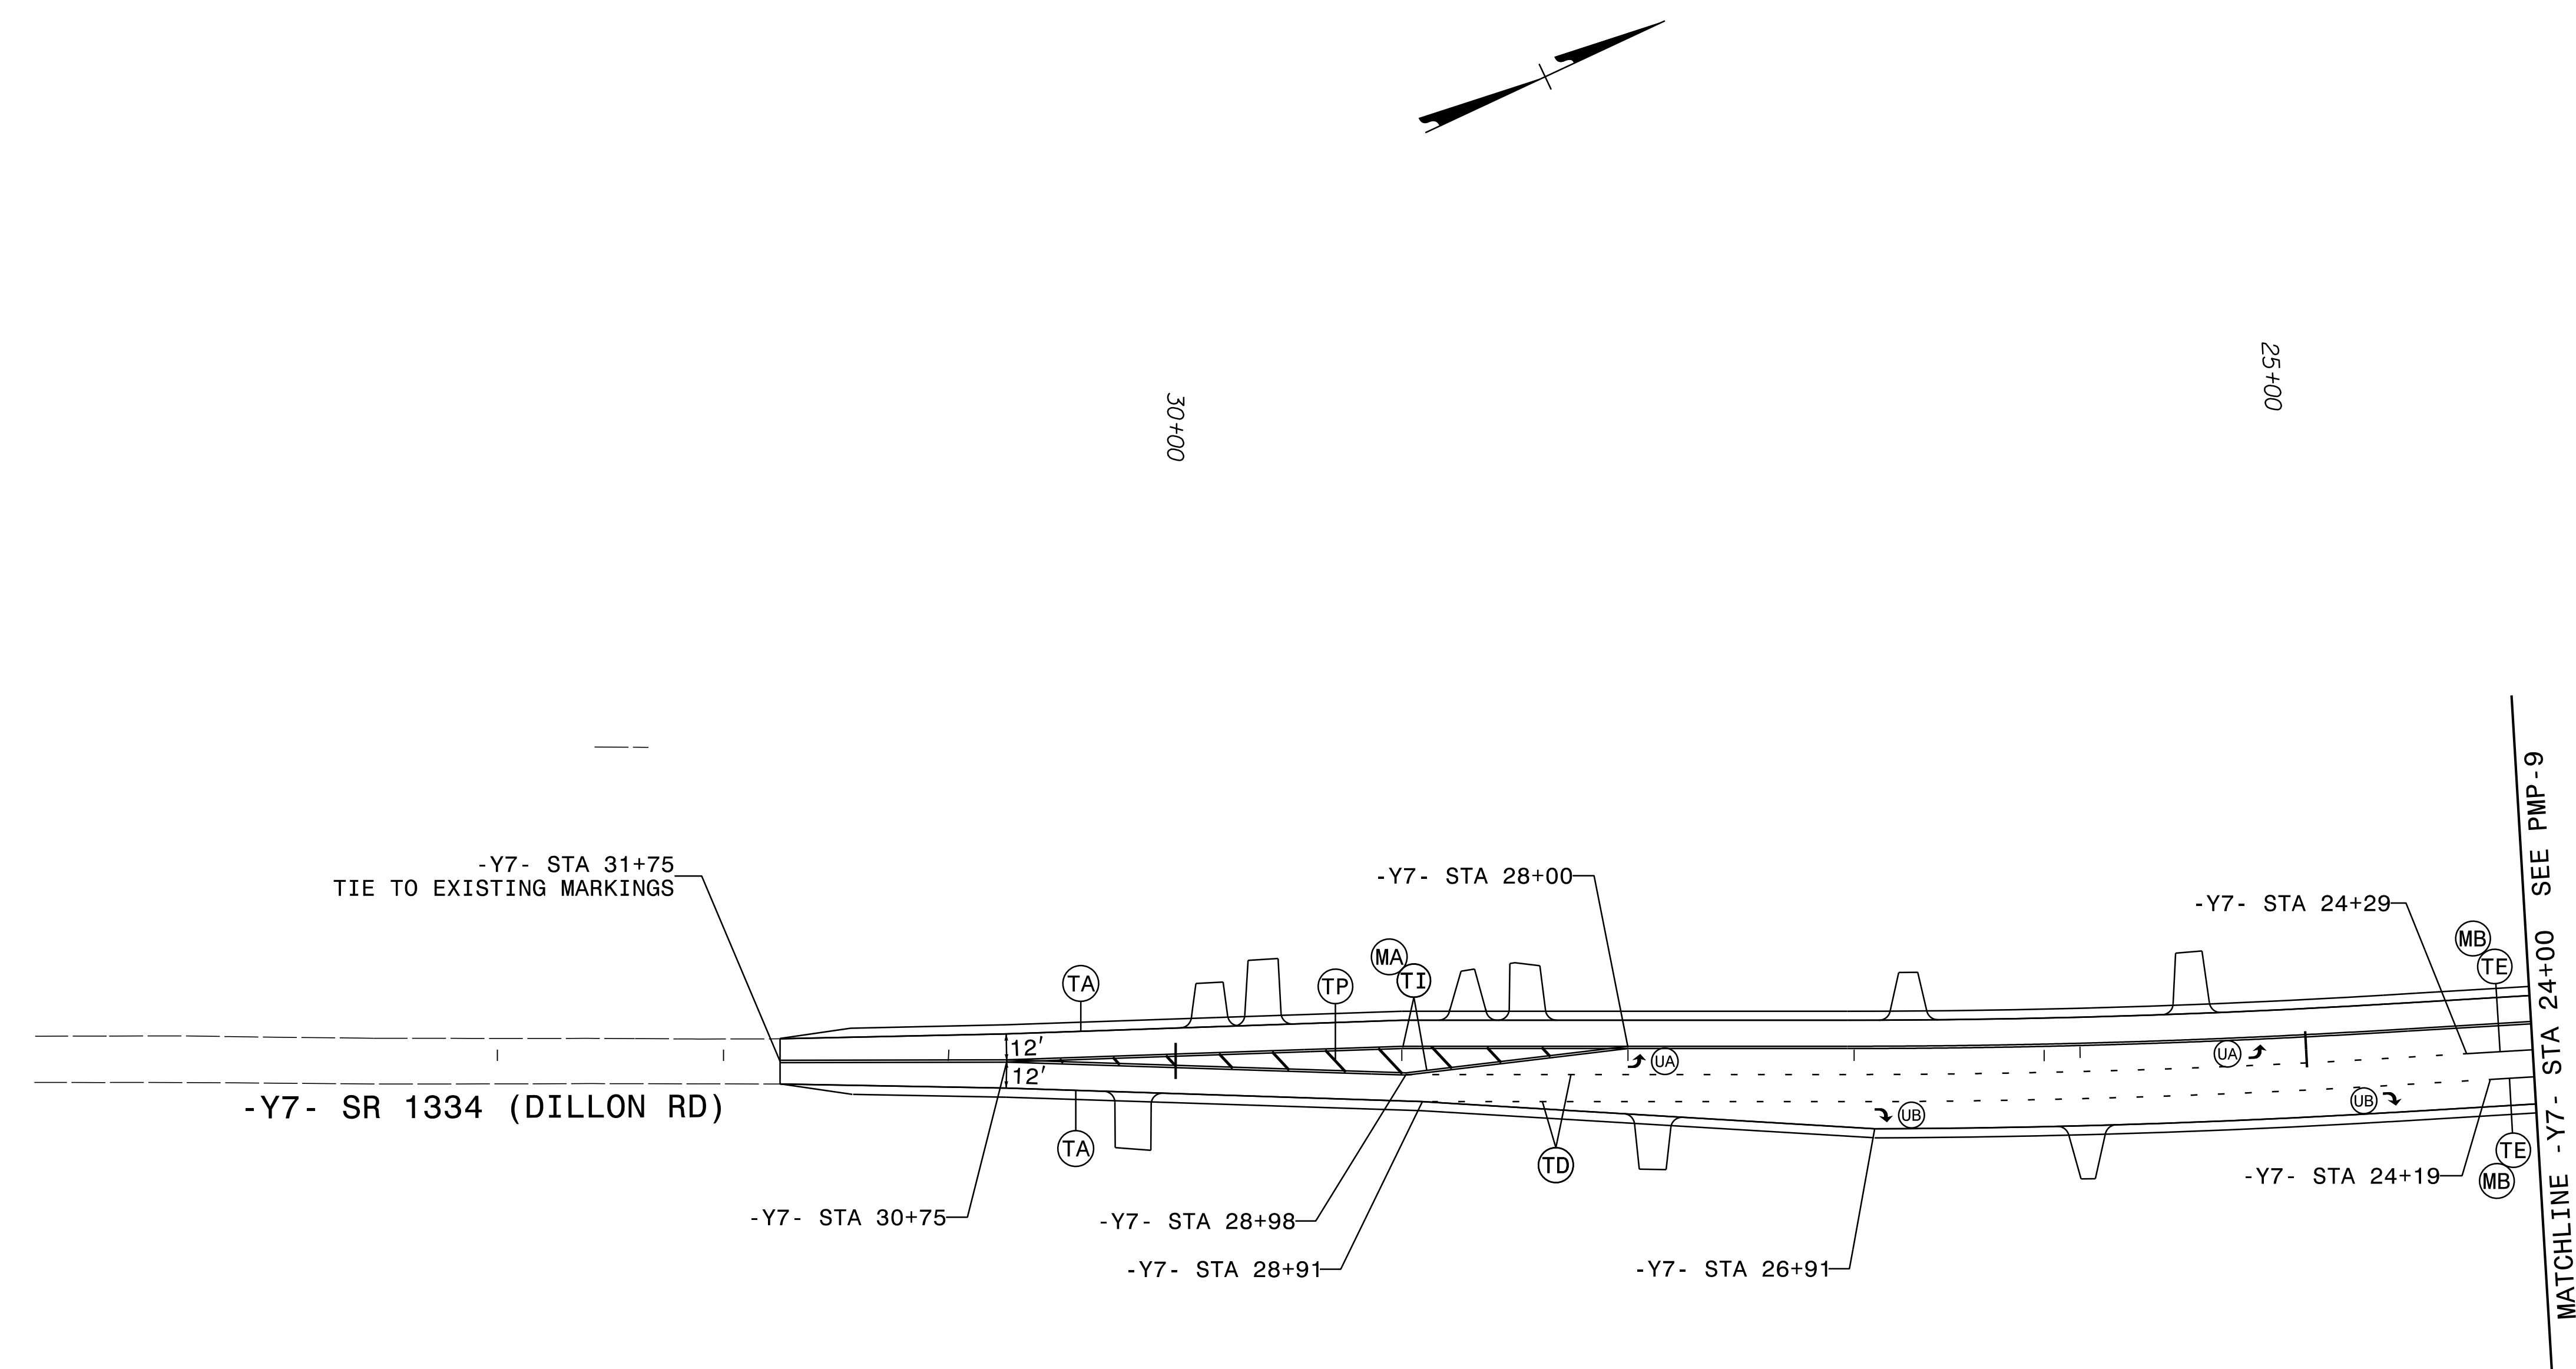 25+00
30+00
-Y7- STA 31+75
TIE TO EXISTING MARKINGS
-Y7- STA 28+00
-Y7- STA 24+29
MB
TE
MA
TI
TP
TA
12'
12'
UA
UA
UB
UB
-Y7- SR 1334 (DILLON RD)
TA
TD
TE
MB
-Y7- STA 24+19
-Y7- STA 30+75
-Y7- STA 28+98
-Y7- STA 28+91
-Y7- STA 26+91
MATCHLINE -Y7- STA 24+00 SEE PMP-9